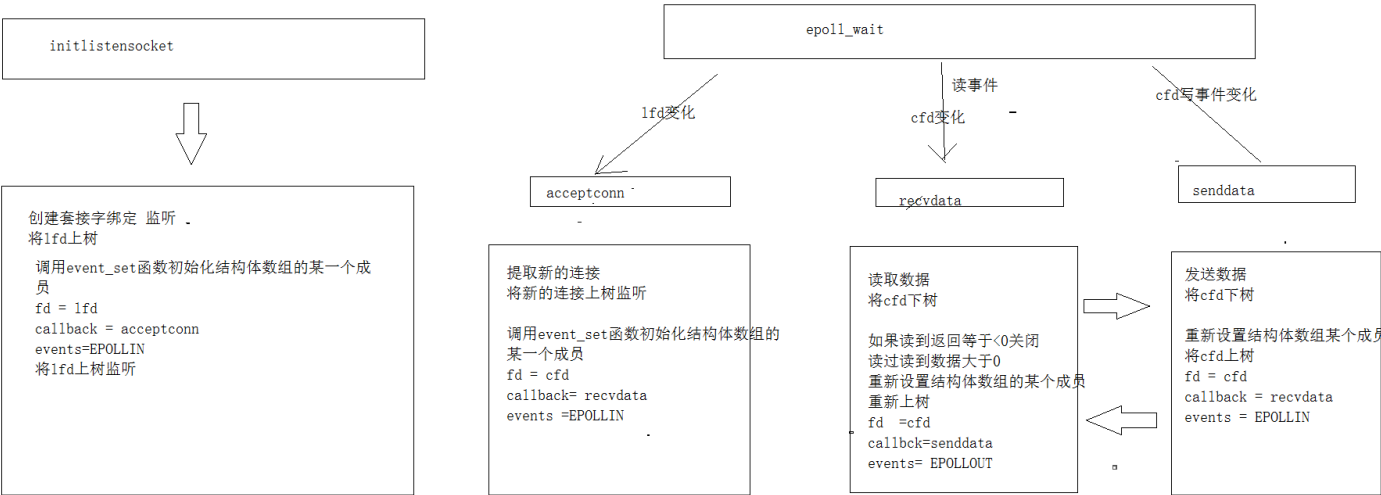 initlistensocket
创建套接字绑定 监听
将lfd上树
调用event_set函数初始化结构体数组的某一个成
员
fd = lfd
callback = acceptconn
events=EPOLLIN
将lfd上树监听
epoll_wait
lfd变化
读事件
cfd变化
cfd写事件变化
acceptconn
提取新的连接
将新的连接上树监听
调用event_set函数初始化结构体数组的
某一个成员
fd = cfd
callback= recvdata
events =EPOLLIN
recvdata
读取数据
将cfd下树
如果读到返回等于<0关闭
读过读到数据大于0
重新设置结构体数组的某个成员
重新上树
fd  =cfd
callbck=senddata
events= EPOLLOUT
senddata
发送数据
将cfd下树
重新设置结构体数组某个成员
将cfd上树
fd = cfd
callback = recvdata
events = EPOLLIN